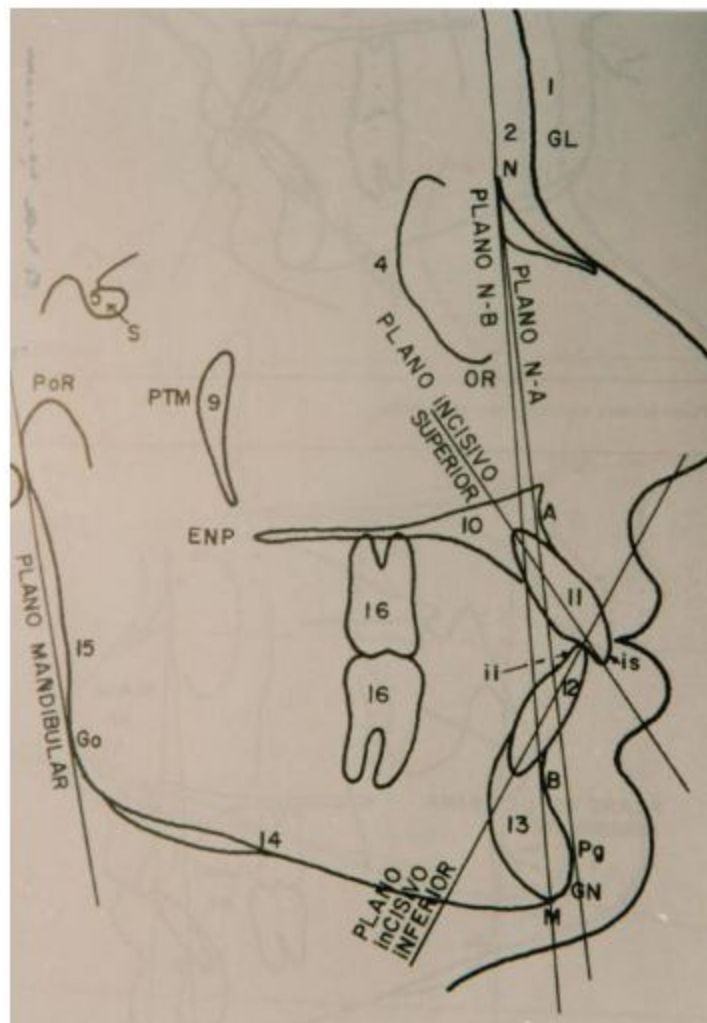 1
2
GL
N
PLANO N-B
PLANO N-A
4
5
S
PLANO INCISIVO
SUPERIOR
OR
PoR
PTM
9
ENP
10
A
11
16
15
ii
is
12
16
PLANO MANDIBULAR
Go
B
13
14
Pg
GN
M
PLANO
inCISIVO
iNFERIOR